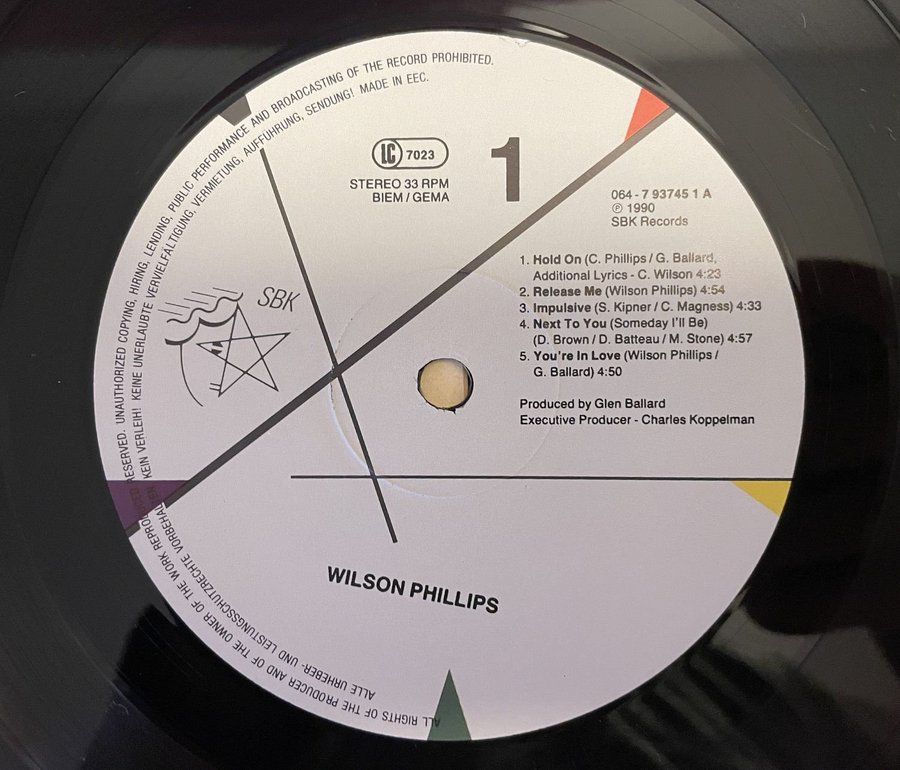 ALL RIGHTS OF THE PRODUCER AND OF THE OWNER OF THE WORK REPRODUCED RESERVED. UNAUTHORIZED COPYING, HIRING, LENDING, PUBLIC PERFORMANCE AND BROADCASTING OF THE RECORD PROHIBITED.
ALLE URHEBER- UND LEISTUNGSSCHUTZRECHTE VORBEHALTEN. KEIN VERLEIH! KEINE UNERLAUBTE VERVIELFÄLTIGUNG, VERMIETUNG, AUFFÜHRUNG, SENDUNG! MADE IN EEC.
LC 7023
STEREO 33 RPM
BIEM / GEMA
1
064 - 7 93745 1 A
℗ 1990
SBK Records
SBK
1. Hold On (C. Phillips / G. Ballard,
Additional Lyrics - C. Wilson 4:23
2. Release Me (Wilson Phillips) 4:54
3. Impulsive (S. Kipner / C. Magness) 4:33
4. Next To You (Someday I'll Be)
(D. Brown / D. Batteau / M. Stone) 4:57
5. You're In Love (Wilson Phillips /
G. Ballard) 4:50
Produced by Glen Ballard
Executive Producer - Charles Koppelman
WILSON PHILLIPS